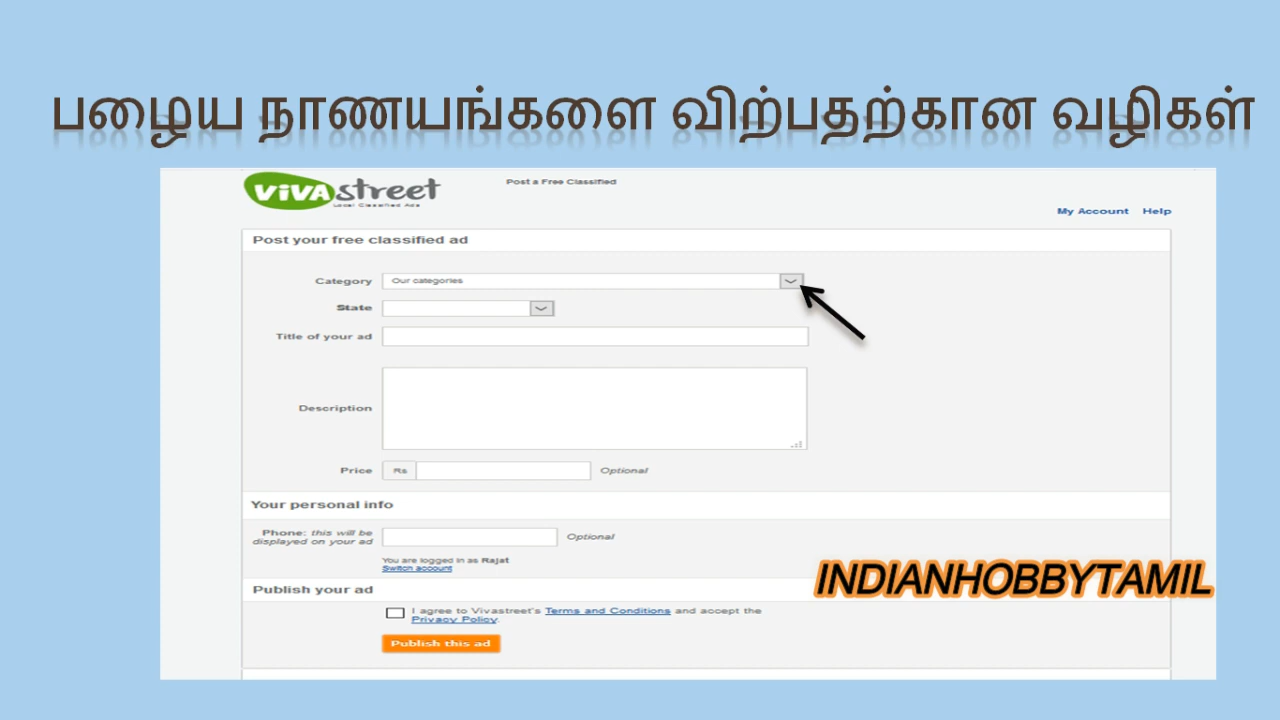 பழைய நாணயங்களை விற்பதற்கான வழிகள்
vivastreet
Local Classified Ads
Post a Free Classified
My Account Help
Post your free classified ad
Category Our categories
State
Title of your ad
Description
Price Rs Optional
Your personal info
Phone: this will be
displayed on your ad
Optional
You are logged in as Rajat
Switch account
Publish your ad
I agree to Vivastreet's Terms and Conditions and accept the
Privacy Policy.
Publish this ad
INDIANHOBBYTAMIL